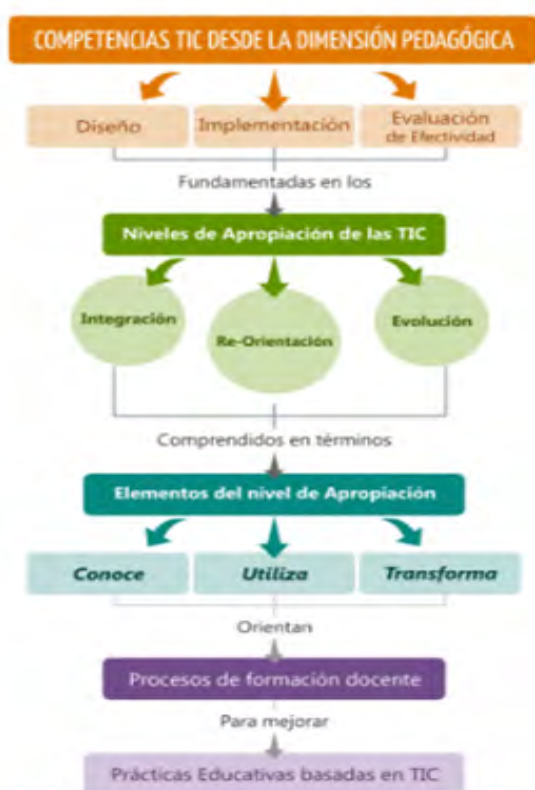 COMPETENCIAS TIC DESDE LA DIMENSIÓN PEDAGÓGICA
Diseño
Implementación
Evaluación
de Efectividad
Fundamentadas en los
Niveles de Apropiación de las TIC
Integración
Re-Orientación
Evolución
Comprendidos en términos
Elementos del nivel de Apropiación
Conoce
Utiliza
Transforma
Orientan
Procesos de formación docente
Para mejorar
Prácticas Educativas basadas en TIC